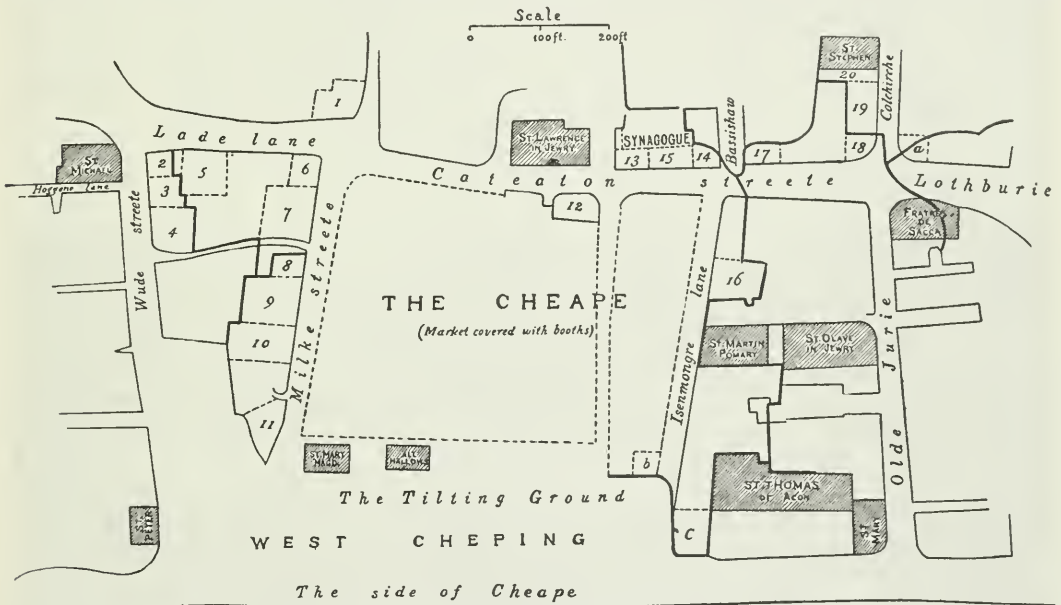 Scale
0 100ft. 200ft
ST. STEPHEN
20
Colchirche
1
19
Lade lane
ST. LAWRENCE IN JEWRY
SYNAGOGUE
Bassishaw
ST MICHAEL
2
5
6
13
15
14
17
18
a
Hoggene lane
3
Cateaton streete
Lothburie
4
7
12
FRATRES DE SACCA
Wude streete
8
Milke streete
16
Isenmongre lane
9
THE CHEAPE
(Market covered with booths)
10
ST. MARTIN POMARY
ST. OLAVE IN JEWRY
Olde Jurie
11
ST. MARY MAGD.
ALL HALLOWS
b
ST. THOMAS OF ACON
The Tilting Ground
ST. PETER
WEST CHEPING
C
ST MARY
The side of Cheape